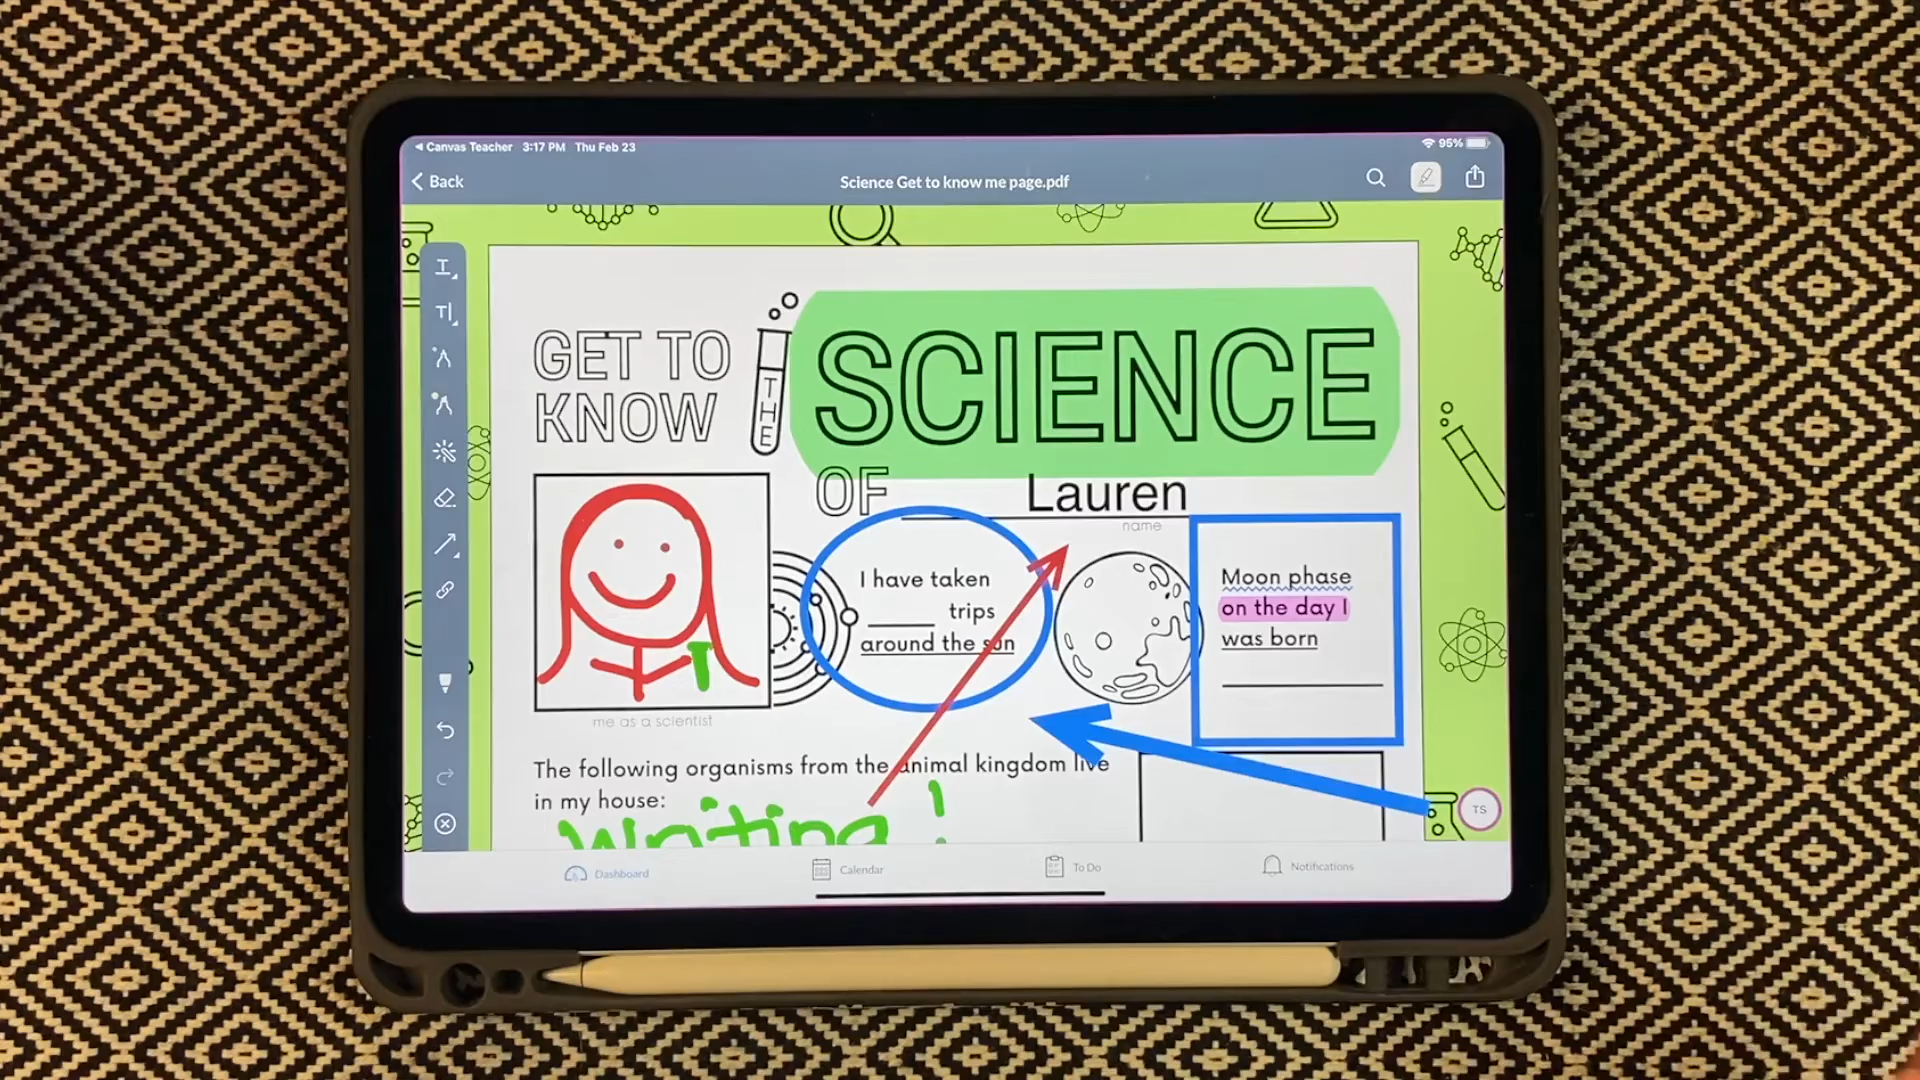 Canvas Teacher 3:17 PM Thu Feb 23 95%
Back Science Get to know me page.pdf
GET TO KNOW
THE
SCIENCE
OF Lauren
name
I have taken
____ trips
around the sun
Moon phase
on the day I
was born
me as a scientist
The following organisms from the animal kingdom live
in my house:
writing!
TS
Dashboard Calendar To Do Notifications